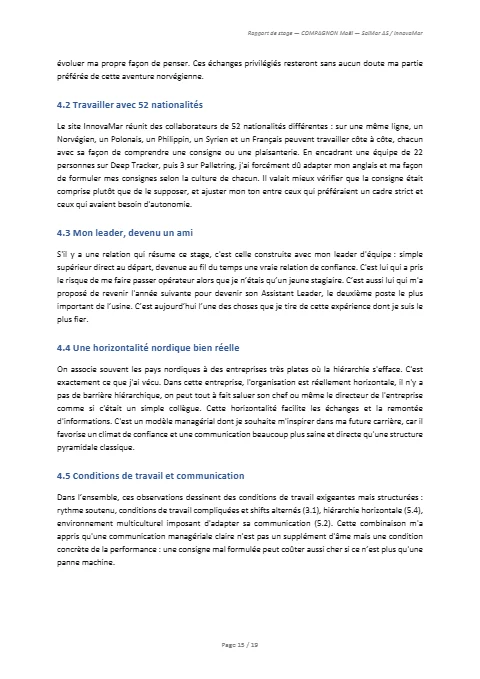 Rapport de stage — COMPAGNON Maël — SalMar AS / InnovaMar
évoluer ma propre façon de penser. Ces échanges privilégiés resteront sans aucun doute ma partie
préférée de cette aventure norvégienne.
4.2 Travailler avec 52 nationalités
Le site InnovaMar réunit des collaborateurs de 52 nationalités différentes : sur une même ligne, un
Norvégien, un Polonais, un Philippin, un Syrien et un Français peuvent travailler côte à côte, chacun
avec sa façon de comprendre une consigne ou une plaisanterie. En encadrant une équipe de 22
personnes sur Deep Tracker, puis 3 sur Palletring, j'ai forcément dû adapter mon anglais et ma façon
de formuler mes consignes selon la culture de chacun. Il valait mieux vérifier que la consigne était
comprise plutôt que de le supposer, et ajuster mon ton entre ceux qui préféraient un cadre strict et
ceux qui avaient besoin d'autonomie.
4.3 Mon leader, devenu un ami
S'il y a une relation qui résume ce stage, c'est celle construite avec mon leader d'équipe : simple
supérieur direct au départ, devenue au fil du temps une vraie relation de confiance. C'est lui qui a pris
le risque de me faire passer opérateur alors que je n'étais qu'un jeune stagiaire. C'est aussi lui qui m'a
proposé de revenir l'année suivante pour devenir son Assistant Leader, le deuxième poste le plus
important de l'usine. C'est aujourd'hui l'une des choses que je tire de cette expérience dont je suis le
plus fier.
4.4 Une horizontalité nordique bien réelle
On associe souvent les pays nordiques à des entreprises très plates où la hiérarchie s'efface. C'est
exactement ce que j'ai vécu. Dans cette entreprise, l'organisation est réellement horizontale, il n'y a
pas de barrière hiérarchique, on peut tout à fait saluer son chef ou même le directeur de l'entreprise
comme si c'était un simple collègue. Cette horizontalité facilite les échanges et la remontée
d'informations. C'est un modèle managérial dont je souhaite m'inspirer dans ma future carrière, car il
favorise un climat de confiance et une communication beaucoup plus saine et directe qu'une structure
pyramidale classique.
4.5 Conditions de travail et communication
Dans l'ensemble, ces observations dessinent des conditions de travail exigeantes mais structurées :
rythme soutenu, conditions de travail compliquées et shifts alternés (3.1), hiérarchie horizontale (5.4),
environnement multiculturel imposant d'adapter sa communication (5.2). Cette combinaison m'a
appris qu'une communication managériale claire n'est pas un supplément d'âme mais une condition
concrète de la performance : une consigne mal formulée peut coûter aussi cher si ce n'est plus qu'une
panne machine.
Page 15 / 19